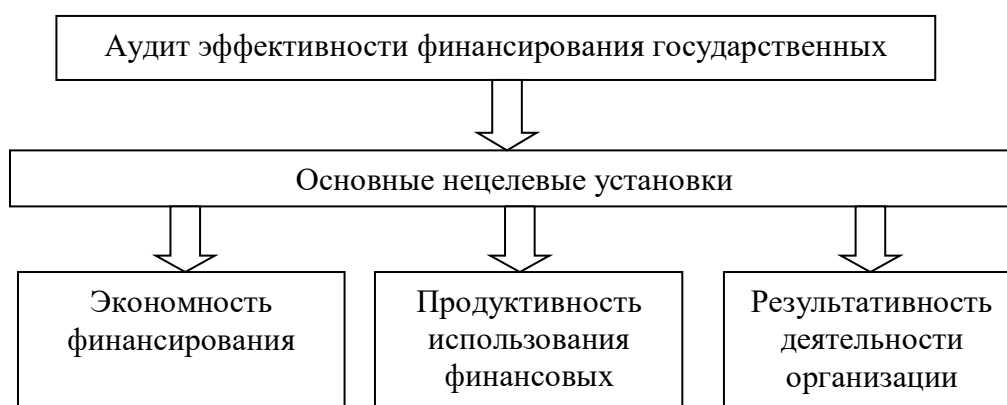 Аудит эффективности финансирования государственных
Основные нецелевые установки
Экономность
финансирования
Продуктивность
использования
финансовых
Результативность
деятельности
организации